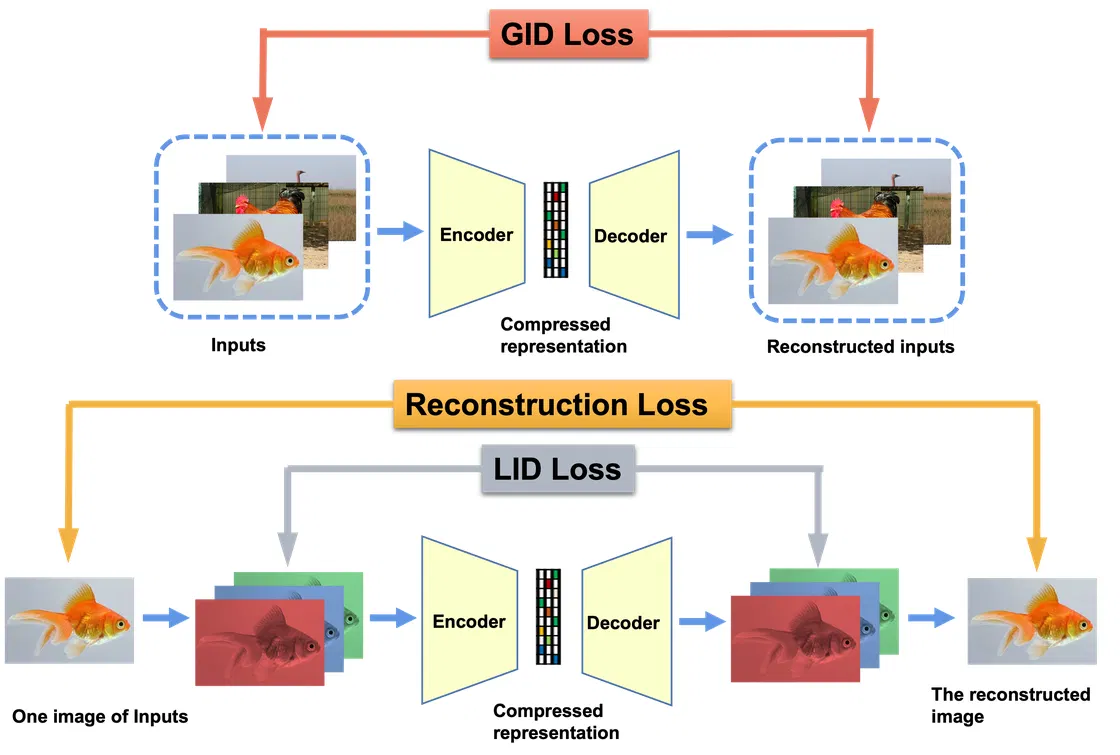 GID Loss
Encoder
Decoder
Compressed
representation
Inputs
Reconstructed inputs
Reconstruction Loss
LID Loss
Encoder
Decoder
One image of Inputs
Compressed
representation
The reconstructed
image